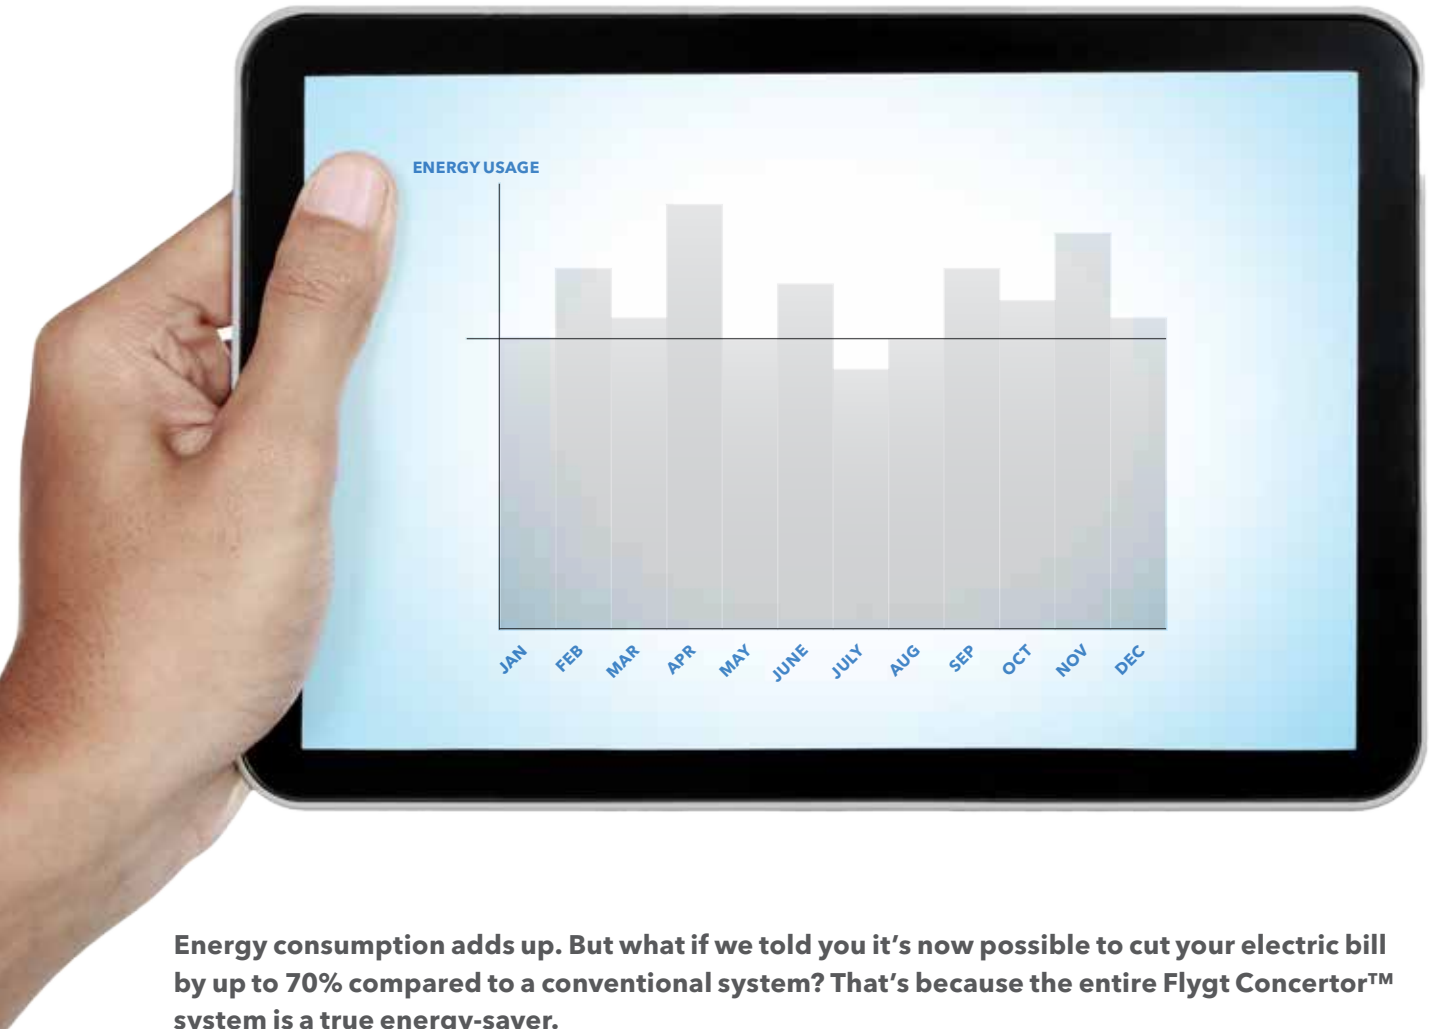 ENERGY USAGE
JAN FEB MAR APR MAY JUNE JULY AUG SEP OCT NOV DEC
Energy consumption adds up. But what if we told you it's now possible to cut your electric bill
by up to 70% compared to a conventional system? That's because the entire Flygt Concertor™
system is a true energy-saver.